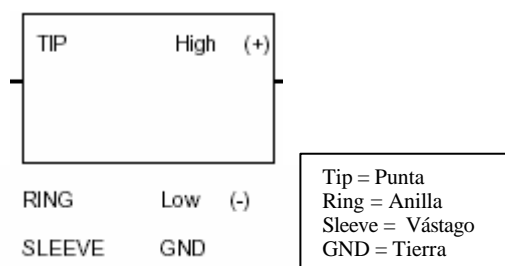 TIP High (+)
RING Low (-)
SLEEVE GND
Tip = Punta
Ring = Anilla
Sleeve = Vástago
GND = Tierra